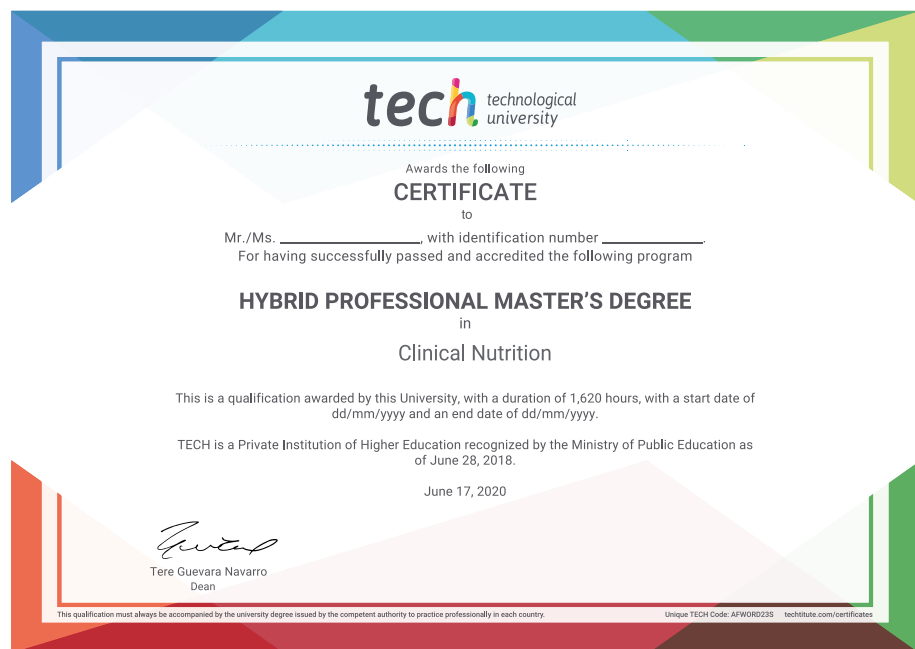 tech technological
university
Awards the following
CERTIFICATE
to
Mr./Ms. ____________________, with identification number ______________.
For having successfully passed and accredited the following program
HYBRID PROFESSIONAL MASTER'S DEGREE
in
Clinical Nutrition
This is a qualification awarded by this University, with a duration of 1,620 hours, with a start date of
dd/mm/yyyy and an end date of dd/mm/yyyy.
TECH is a Private Institution of Higher Education recognized by the Ministry of Public Education as
of June 28, 2018.
June 17, 2020
Tere Guevara Navarro
Dean
This qualification must always be accompanied by the university degree issued by the competent authority to practice professionally in each country. Unique TECH Code: AFWORD23S techtitute.com/certificates